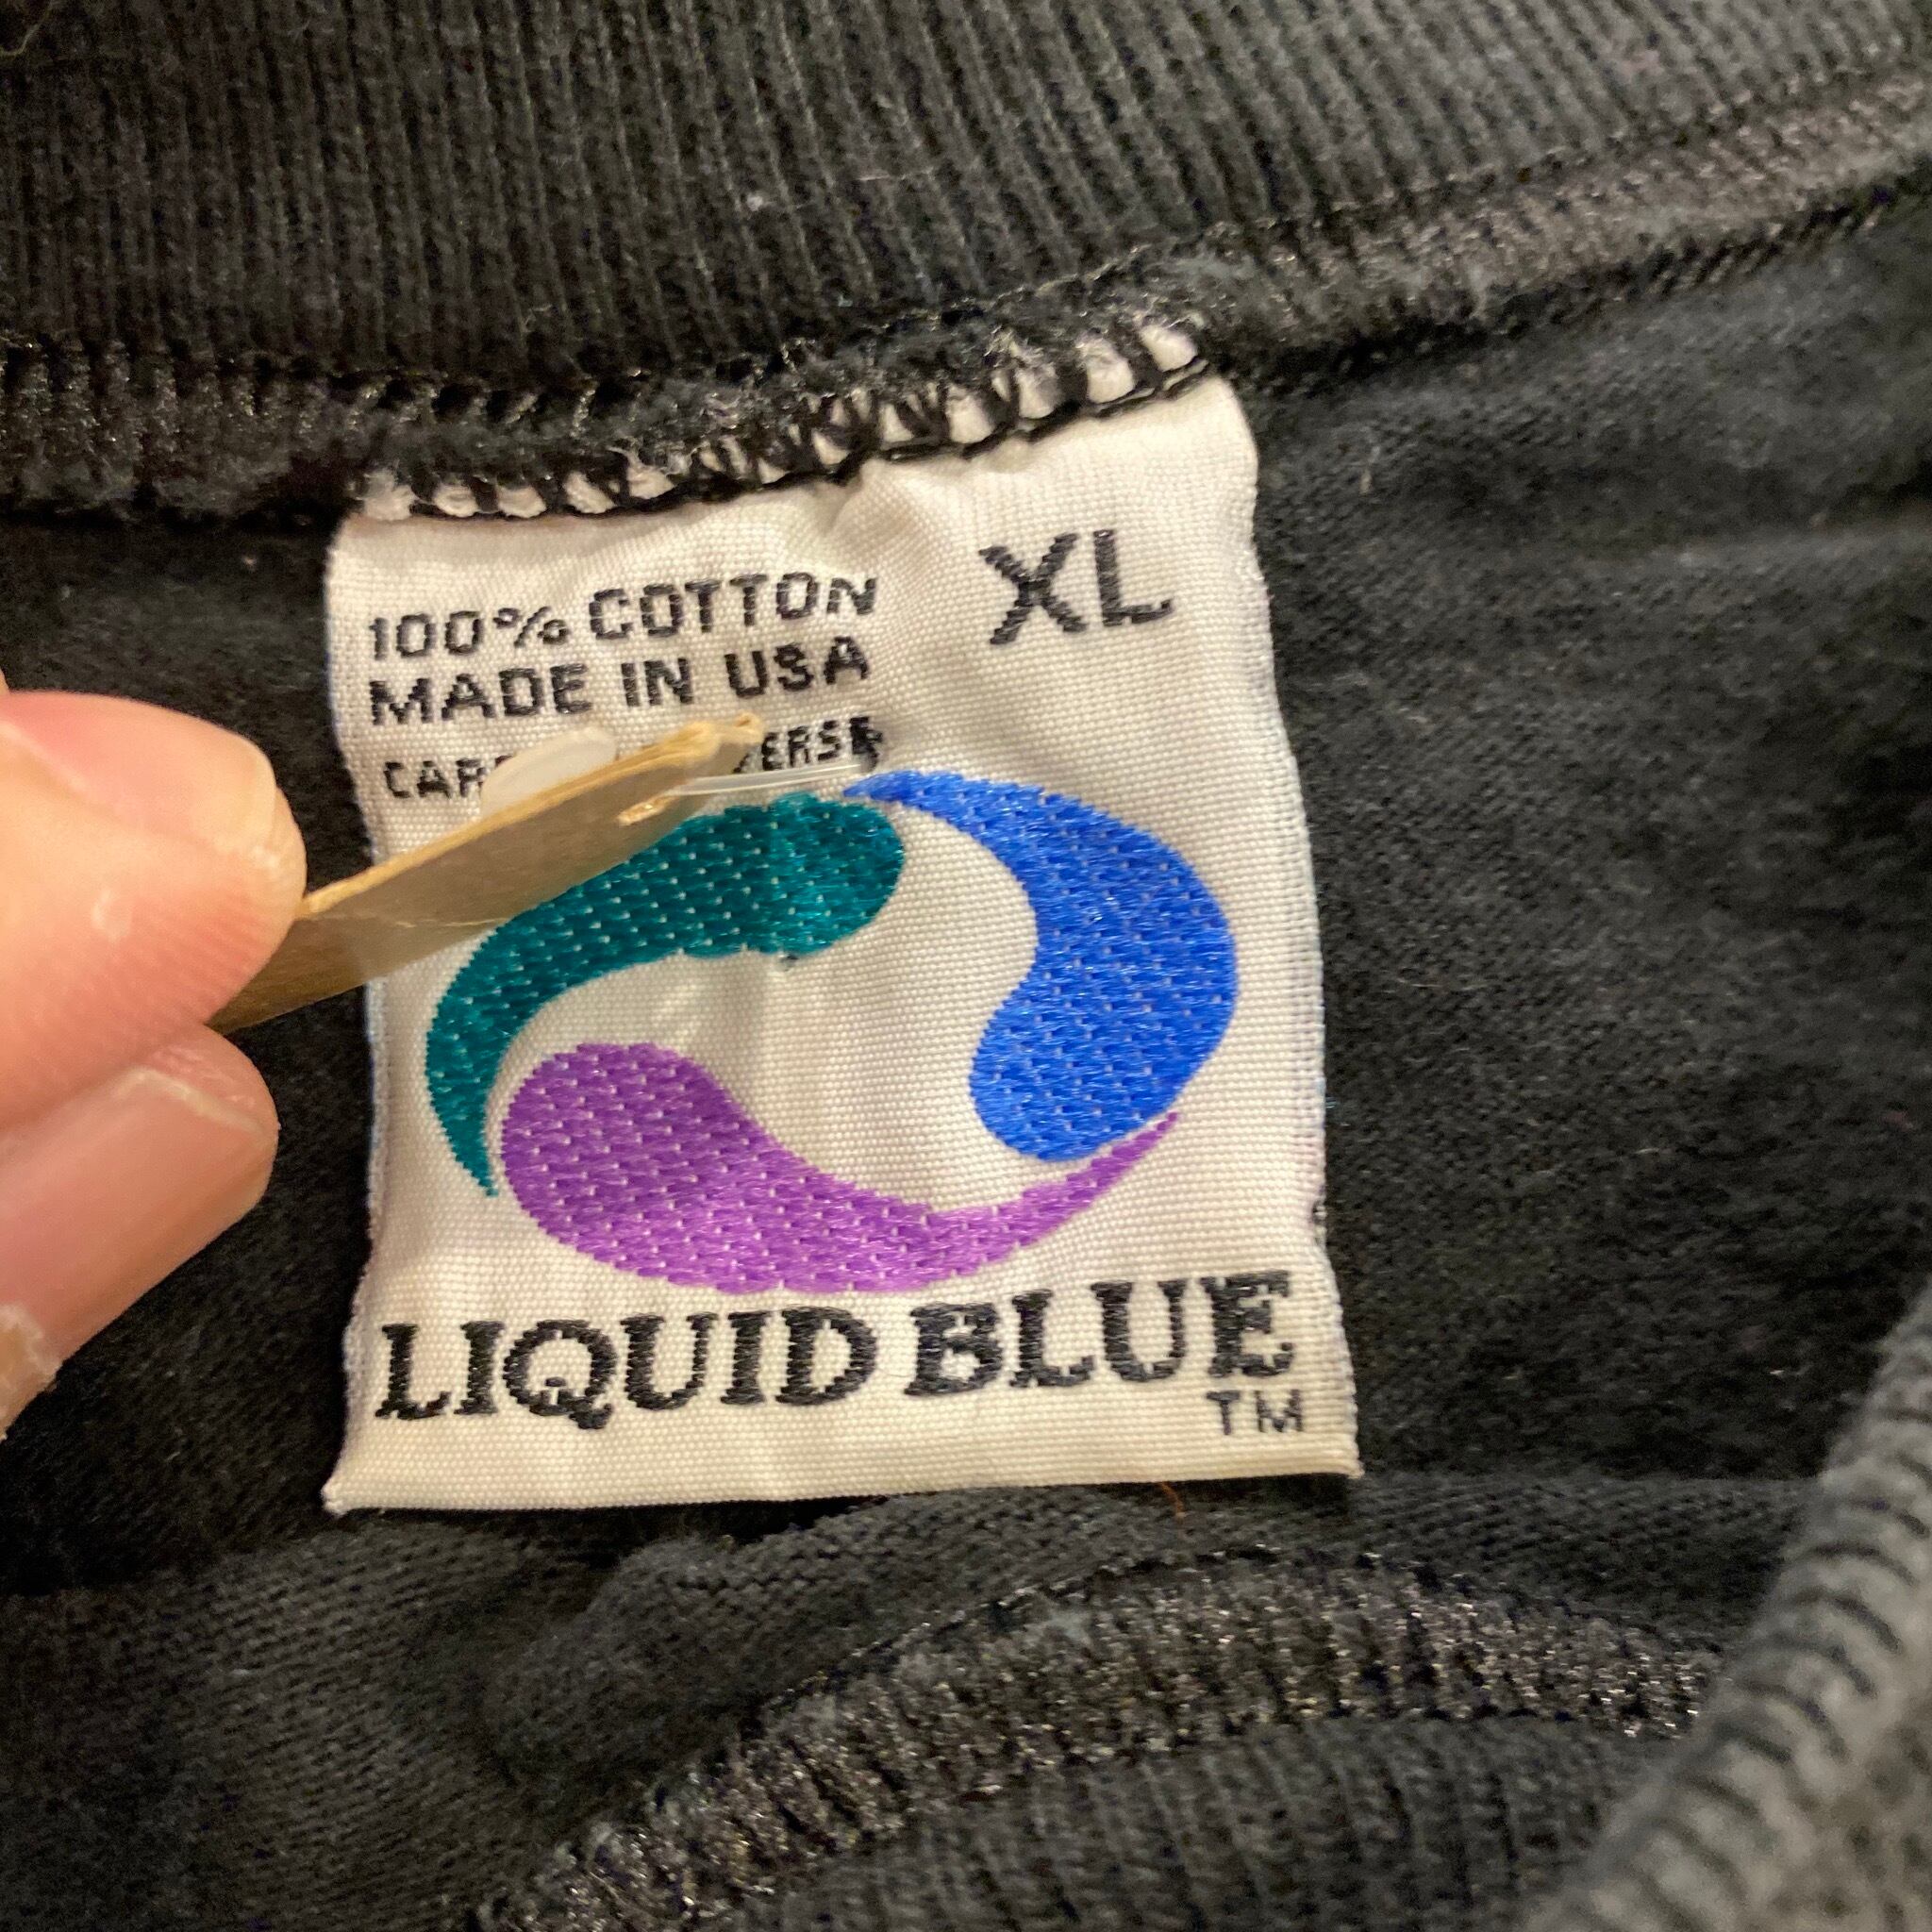 100% COTTON
XL
MADE IN USA
LIQUID BLUE
TM